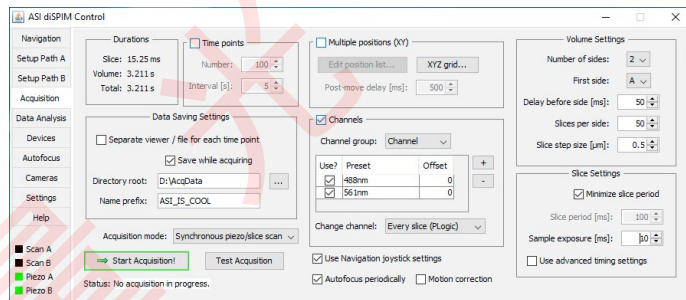 ASI diSPIM Control
Navigation
Setup Path A
Setup Path B
Acquisition
Data Analysis
Devices
Autofocus
Cameras
Settings
Help
Scan A
Scan B
Piezo A
Piezo B
Durations
Slice: 15.25 ms
Volume: 3.211 s
Total: 3.211 s
Time points
Number: 100
Interval [s]: 5
Data Saving Settings
Separate viewer / file for each time point
Save while acquiring
Directory root: D:\AcqData ...
Name prefix: ASI_IS_COOL
Acquisition mode: Synchronous piezo/slice scan
Start Acquisition! Test Acquisition
Status: No acquisition in progress.
Multiple positions (XY)
Edit position list... XYZ grid...
Post-move delay [ms]: 500
Channels
Channel group: Channel
Use? Preset Offset +
488nm 0 -
561nm 0
Change channel: Every slice (PLogic)
Use Navigation joystick settings
Autofocus periodically Motion correction
Volume Settings
Number of sides: 2
First side: A
Delay before side [ms]: 50
Slices per side: 50
Slice step size [µm]: 0.5
Slice Settings
Minimize slice period
Slice period [ms]: 100
Sample exposure [ms]: 10
Use advanced timing settings